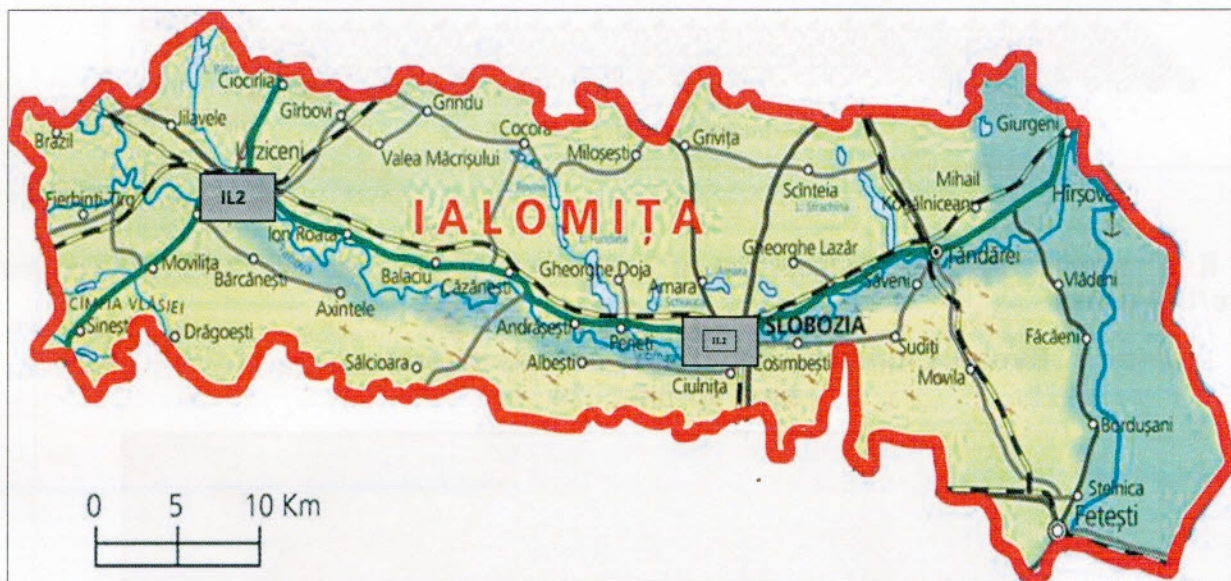 Ciocîrlia
Gîrbovi
Grindu
Jilavele
Brazil
Urziceni
Valea Măcrișului
Cocora
Miloșești
Grivița
Giurgeni
Scînteia
Mihail
Kogălniceanu
Hîrșova
IL2
Fierbinți-Tîrg
IALOMIȚA
Ion Roată
Gheorghe Lazăr
Țăndărei
Movilița
Bărcănești
Balaciu
Căzănești
Gheorghe Doja
Amara
Săveni
Vlădeni
CÎMPIA VLĂSIEI
Axintele
Sinești
Drăgoești
Andrășești
Perieți
SLOBOZIA
Cosîmbești
Sudiți
Făcăeni
Sălcioara
Albești
Ciulnița
Movila
Bordușani
Stelnica
Fetești
0 5 10 Km